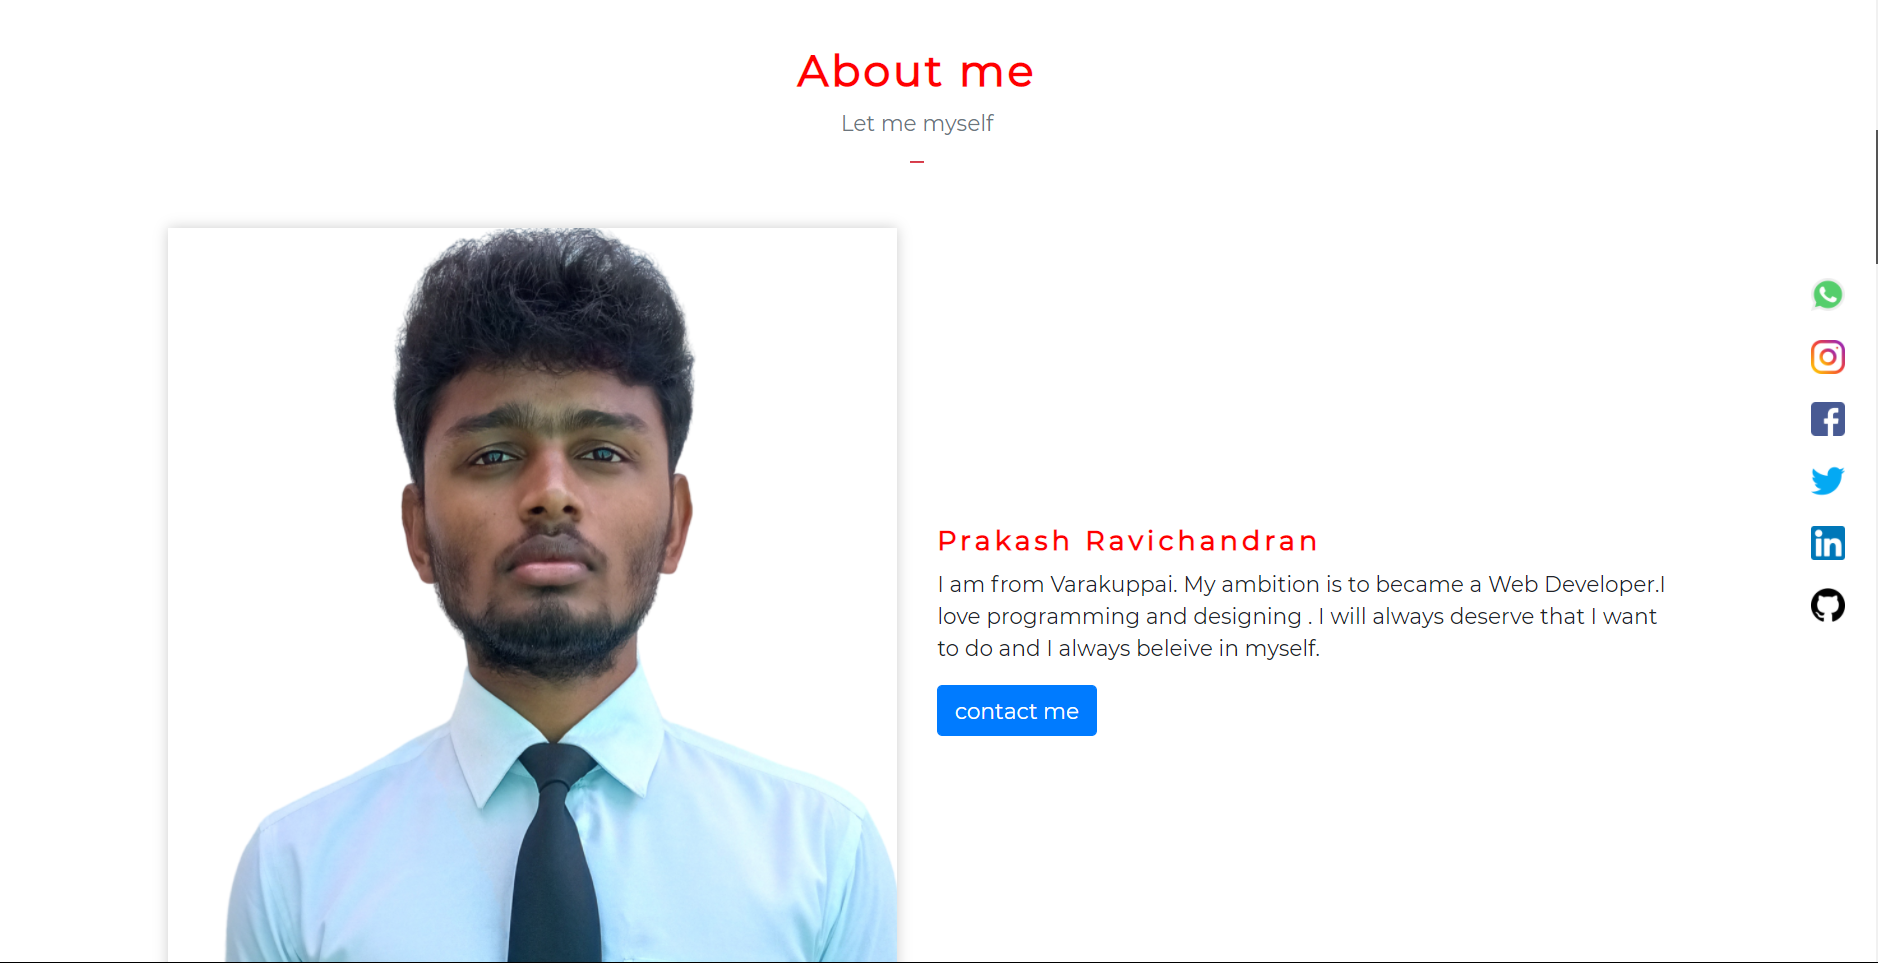 About me
Let me myself
Prakash Ravichandran
I am from Varakuppai. My ambition is to became a Web Developer.I
love programming and designing . I will always deserve that I want
to do and I always beleive in myself.
contact me